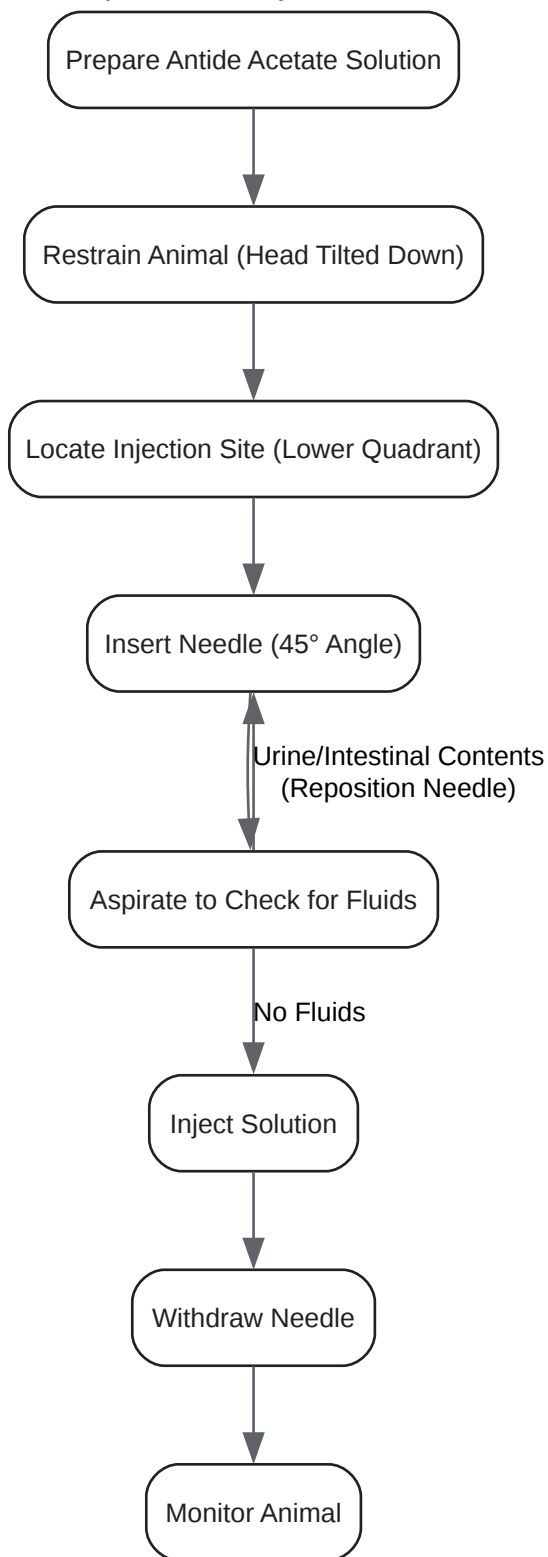 Prepare Antide Acetate Solution
Restrain Animal (Head Tilted Down)
Locate Injection Site (Lower Quadrant)
Insert Needle (45° Angle)
Urine/Intestinal Contents
(Reposition Needle)
Aspirate to Check for Fluids
No Fluids
Inject Solution
Withdraw Needle
Monitor Animal